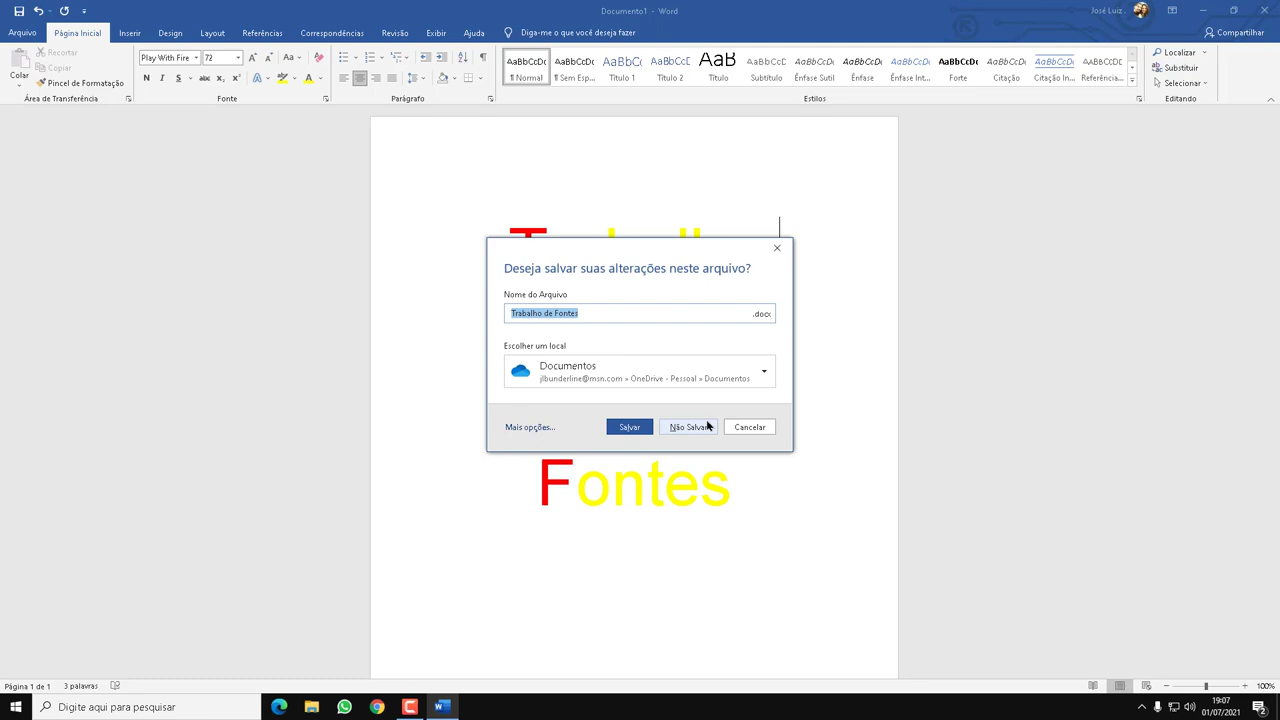 Documento1 - Word
José Luiz .
Arquivo Página Inicial Inserir Design Layout Referências Correspondências Revisão Exibir Ajuda Diga-me o que você deseja fazer Compartilhar
Colar
Recortar
Copiar
Pincel de Formatação
Play With Fire 72
N I S abc x₂ x²
AaBbCcDc AaBbCcDc AaBbCc AaBbCcD AaB AaBbCcD AaBbCcDc AaBbCcDc AaBbCcDc AaBbCcDc AaBbCcDc AaBbCcDc AaBbCcDc
¶ Normal ¶ Sem Esp... Título 1 Título 2 Título Subtítulo Ênfase Sutil Ênfase Ênfase Int... Forte Citação Citação In... Referência...
Localizar
Substituir
Selecionar
Área de Transferência Fonte Parágrafo Estilos Editando
Deseja salvar suas alterações neste arquivo?
Nome do Arquivo
Trabalho de Fontes .docx
Escolher um local
Documentos
jlbunderline@msn.com » OneDrive - Pessoal » Documentos
Mais opções... Salvar Não Salvar Cancelar
Fontes
Página 1 de 1 3 palavras 100%
Digite aqui para pesquisar
19:07
01/07/2021
2